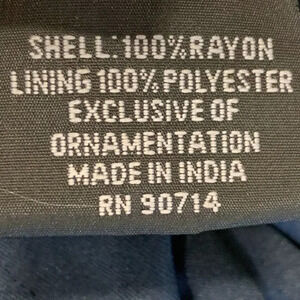 SHELL: 100% RAYON
LINING 100% POLYESTER
EXCLUSIVE OF
ORNAMENTATION
MADE IN INDIA
RN 90714